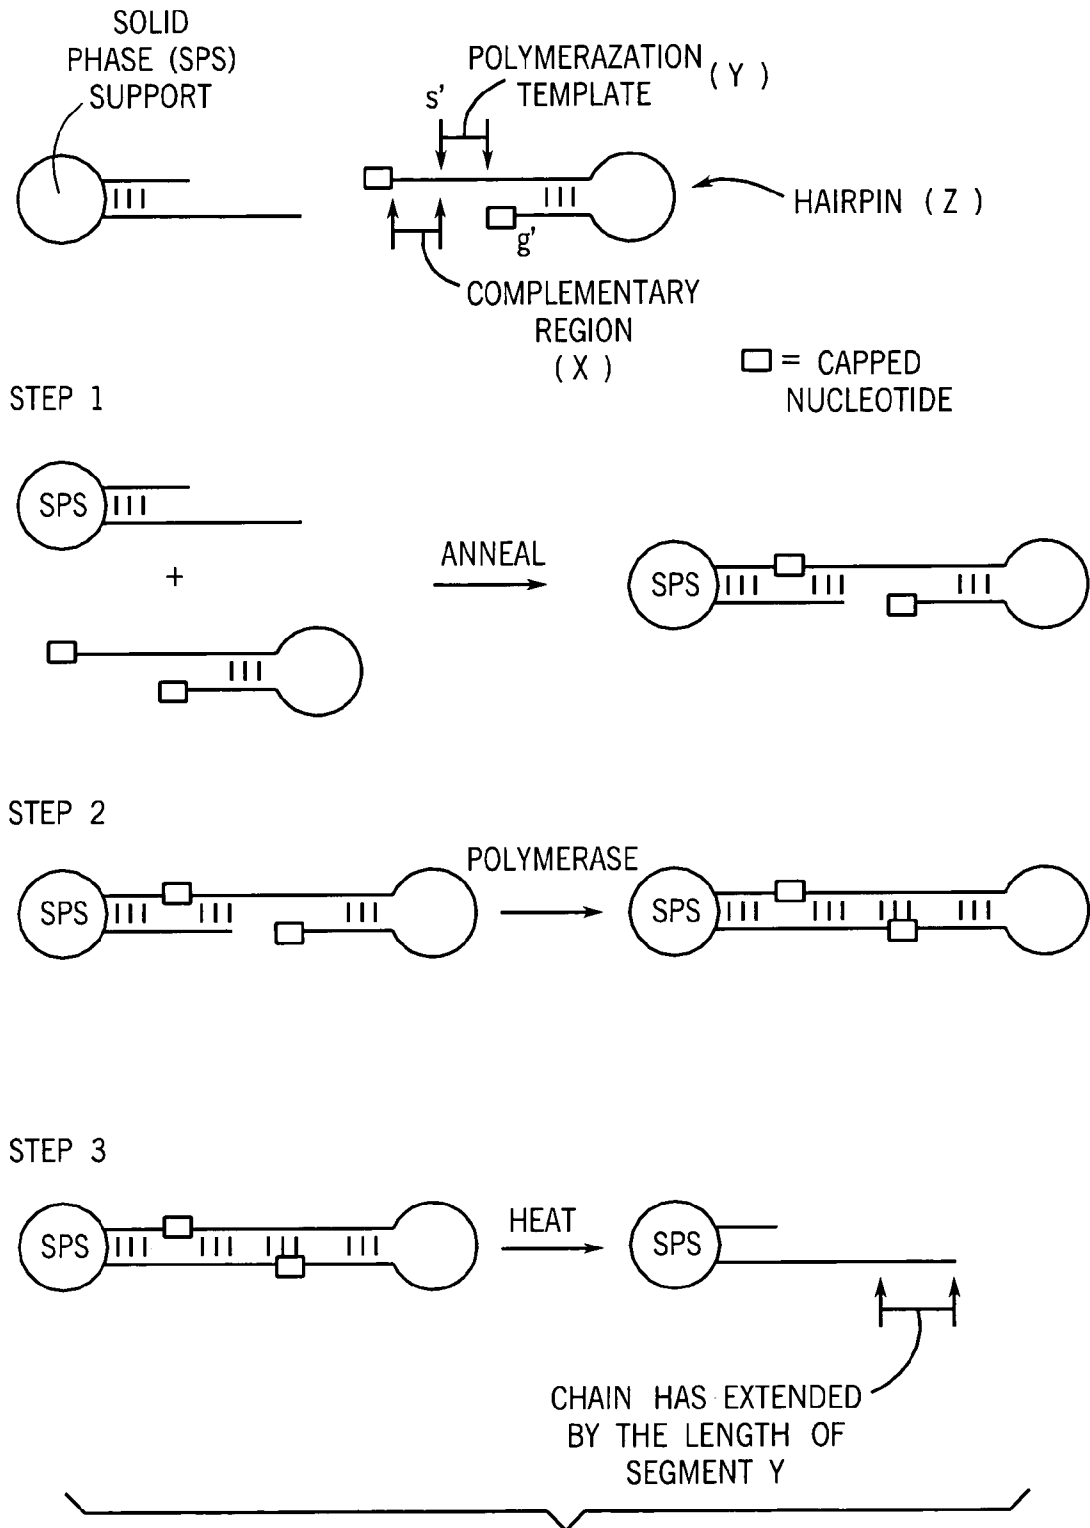 SOLID
PHASE (SPS)
SUPPORT
POLYMERAZATION
TEMPLATE
( Y )
s'
HAIRPIN ( Z )
g'
COMPLEMENTARY
REGION
( X )
= CAPPED
NUCLEOTIDE
STEP 1
SPS
+
ANNEAL
SPS
STEP 2
SPS
POLYMERASE
SPS
STEP 3
SPS
HEAT
SPS
CHAIN HAS EXTENDED
BY THE LENGTH OF
SEGMENT Y